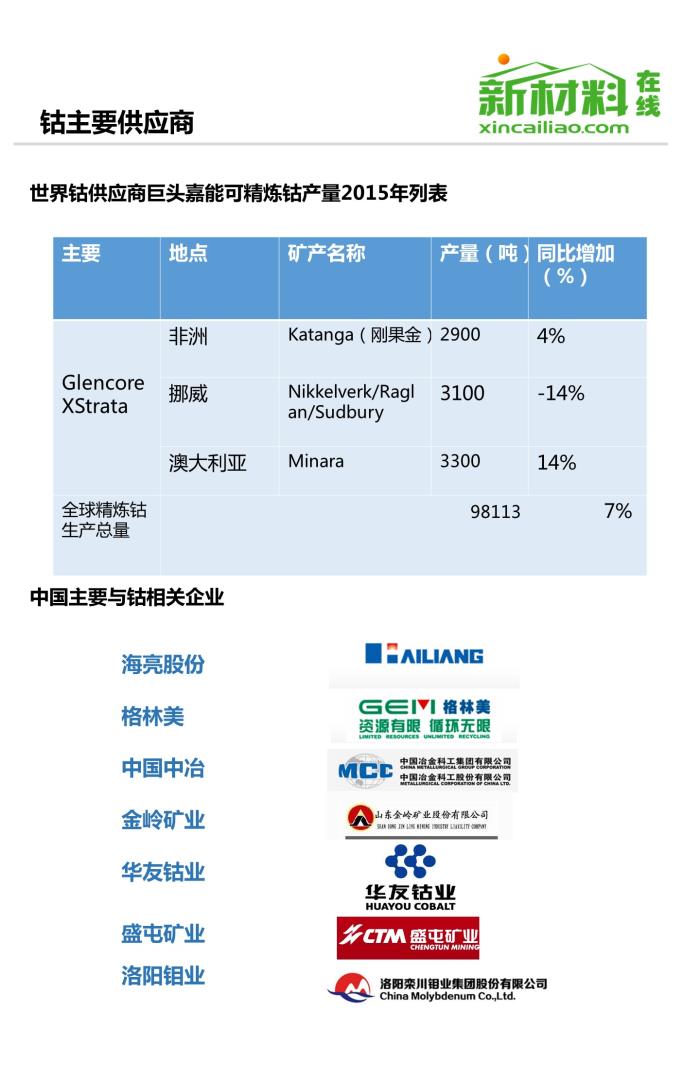 新材料在线
xincailiao.com
钴主要供应商
世界钴供应商巨头嘉能可精炼钴产量2015年列表
主要 地点 矿产名称 产量（吨） 同比增加
（%）
非洲 Katanga（刚果金） 2900 4%
Glencore
XStrata
挪威 Nikkelverk/Ragl
an/Sudbury 3100 -14%
澳大利亚 Minara 3300 14%
全球精炼钴
生产总量 98113 7%
中国主要与钴相关企业
海亮股份 HAILIANG
格林美 GEM 格林美
资源有限 循环无限
LIMITED RESOURCES UNLIMITED RECYCLING
中国中冶 MCC 中国冶金科工集团有限公司
CHINA METALLURGICAL GROUP CORPORATION
中国冶金科工股份有限公司
METALLURGICAL CORPORATION OF CHINA LTD.
金岭矿业 山东金岭矿业股份有限公司
SHAN DONG JIN LING MINING INDUSTRY LIABILITY COMPANY
华友钴业 华友钴业
HUAYOU COBALT
盛屯矿业 CTM 盛屯矿业
CHENGTUN MINING
洛阳钼业 洛阳栾川钼业集团股份有限公司
China Molybdenum Co.,Ltd.